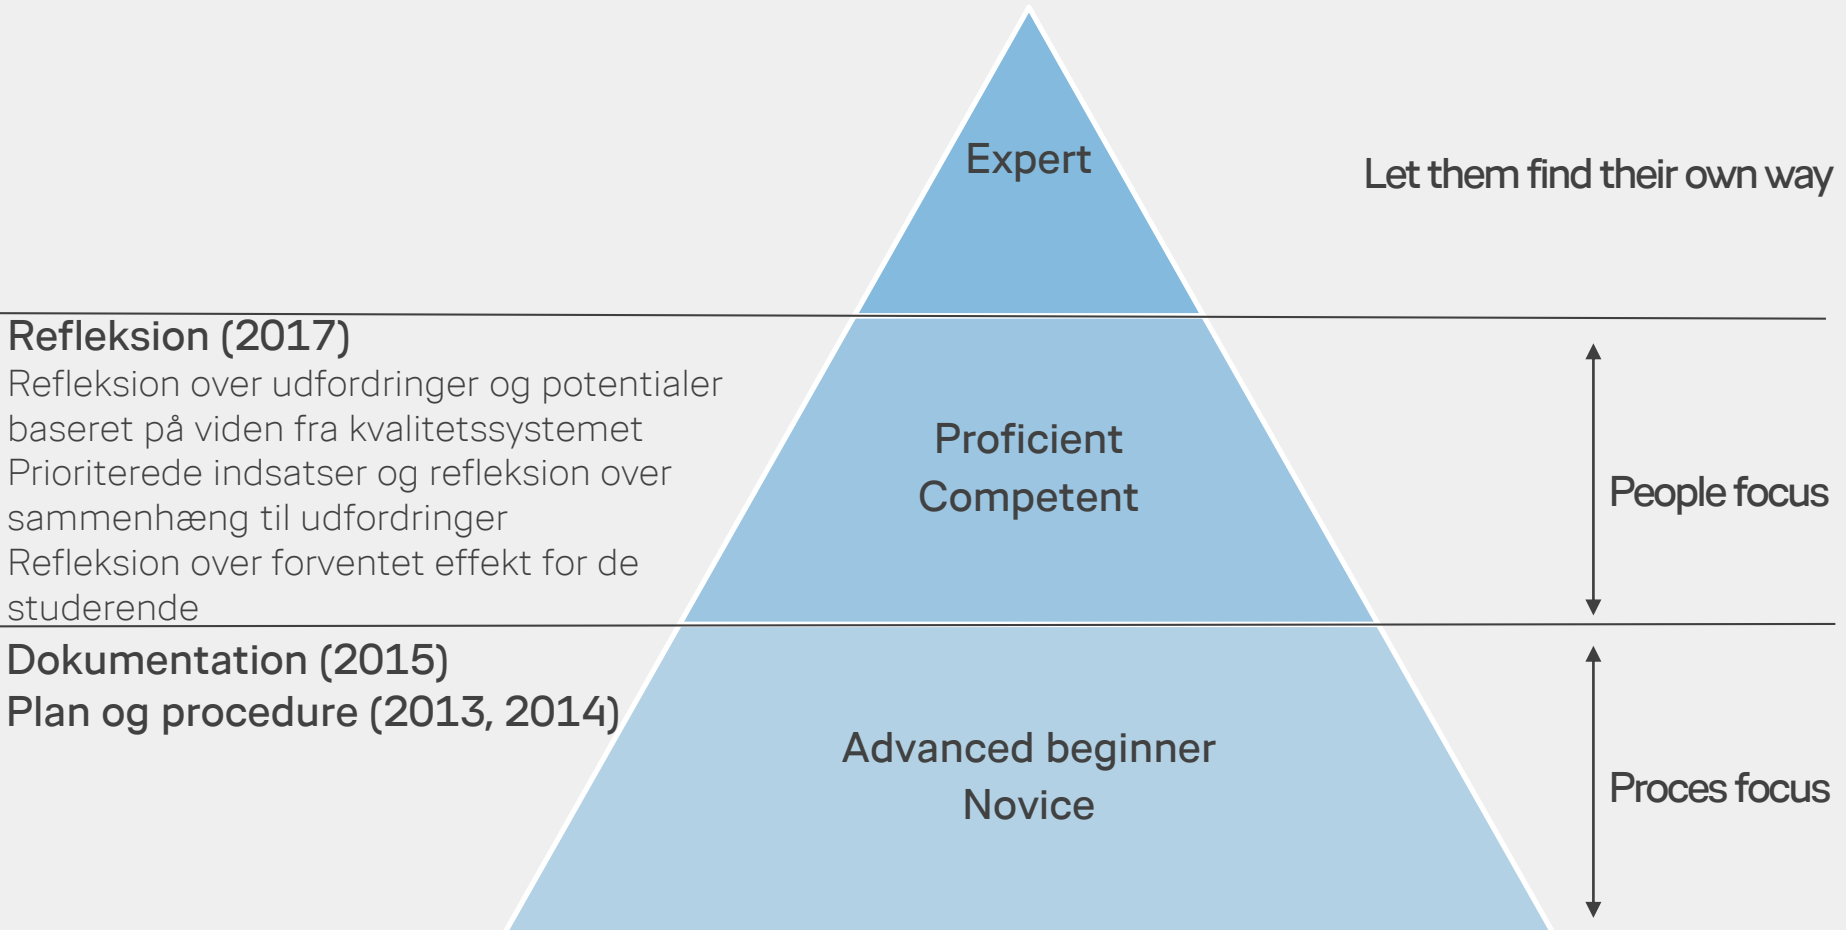 Expert
Let them find their own way
Refleksion (2017)
Refleksion over udfordringer og potentialer
baseret på viden fra kvalitetssystemet
Prioriterede indsatser og refleksion over
sammenhæng til udfordringer
Refleksion over forventet effekt for de
studerende
Proficient
Competent
People focus
Dokumentation (2015)
Plan og procedure (2013, 2014)
Advanced beginner
Novice
Proces focus